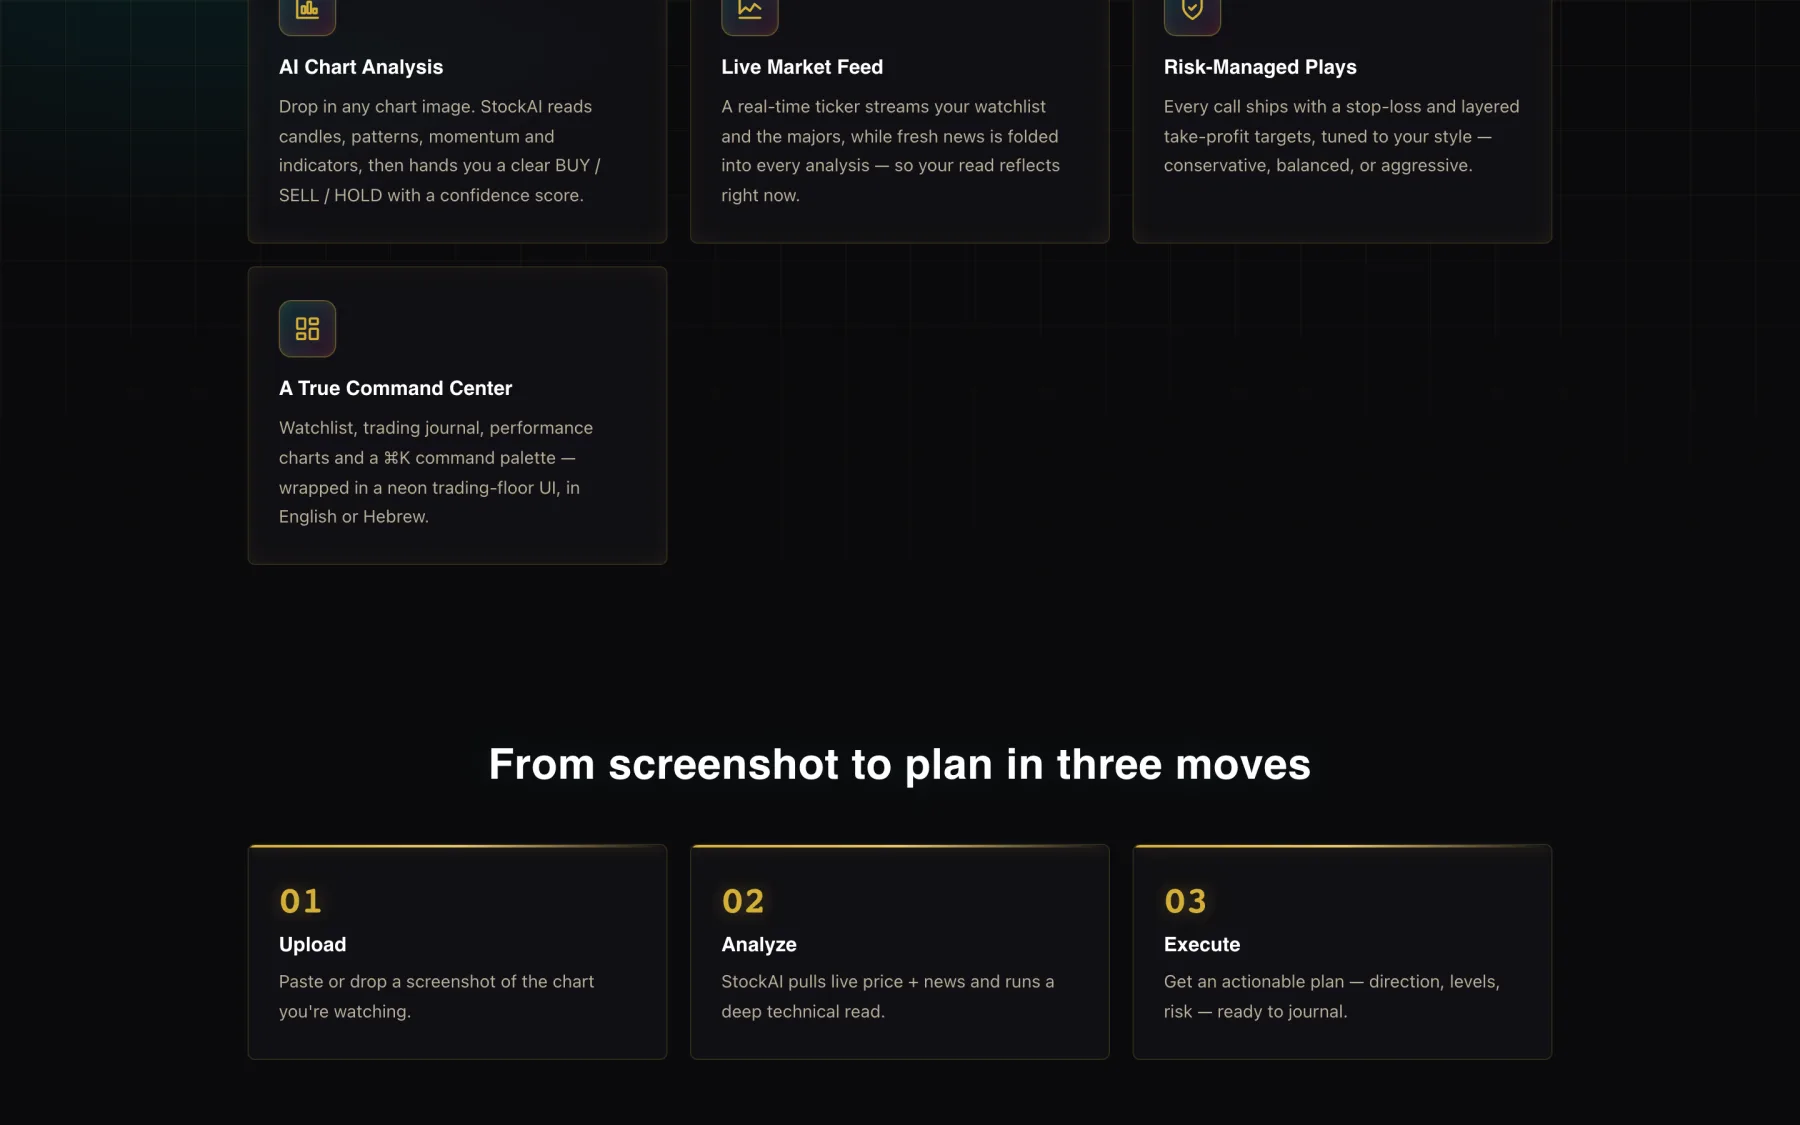 AI Chart Analysis
Drop in any chart image. StockAI reads
candles, patterns, momentum and
indicators, then hands you a clear BUY /
SELL / HOLD with a confidence score.
Live Market Feed
A real-time ticker streams your watchlist
and the majors, while fresh news is folded
into every analysis — so your read reflects
right now.
Risk-Managed Plays
Every call ships with a stop-loss and layered
take-profit targets, tuned to your style —
conservative, balanced, or aggressive.
A True Command Center
Watchlist, trading journal, performance
charts and a ⌘K command palette —
wrapped in a neon trading-floor UI, in
English or Hebrew.
From screenshot to plan in three moves
01
Upload
Paste or drop a screenshot of the chart
you're watching.
02
Analyze
StockAI pulls live price + news and runs a
deep technical read.
03
Execute
Get an actionable plan — direction, levels,
risk — ready to journal.